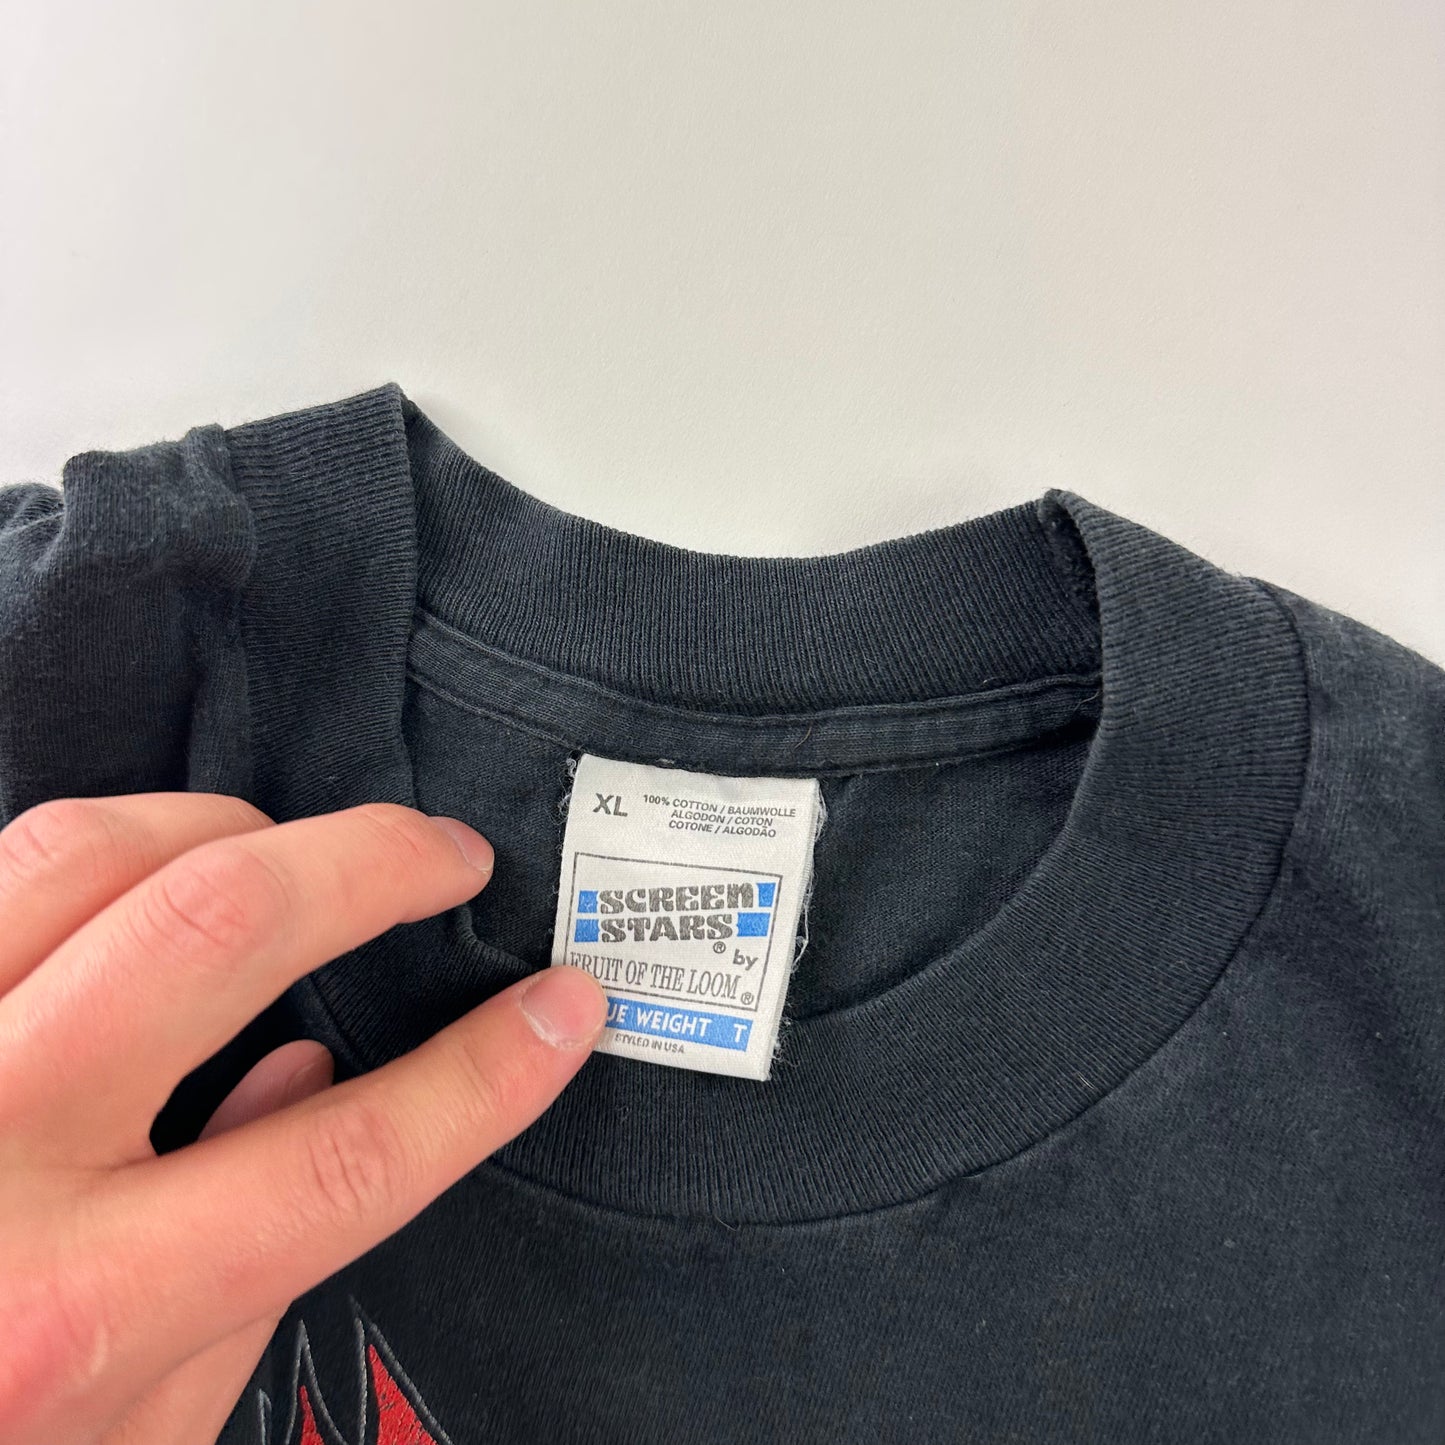 XL
100% COTTON / BAUMWOLLE
ALGODON / COTON
COTONE / ALGODÃO
SCREEN
STARS®
by
FRUIT OF THE LOOM®
WEIGHT T
STYLED IN USA